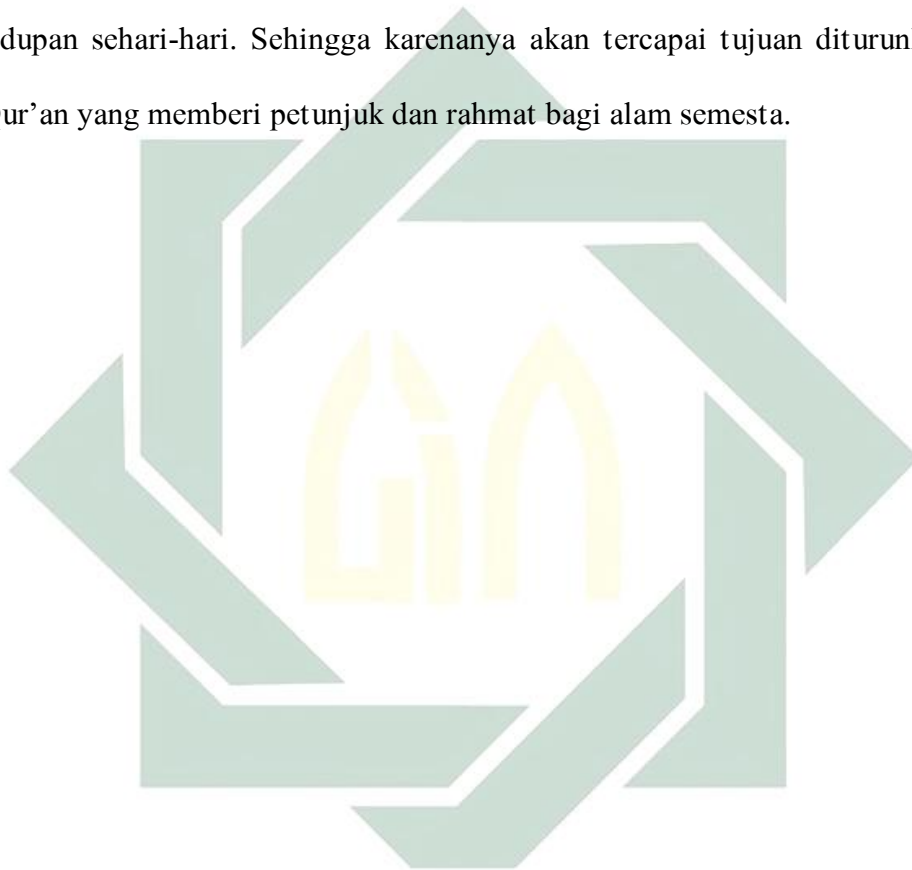 dupan sehari-hari. Sehingga karenanya akan tercapai tujuan diturun
ur’an yang memberi petunjuk dan rahmat bagi alam semesta.